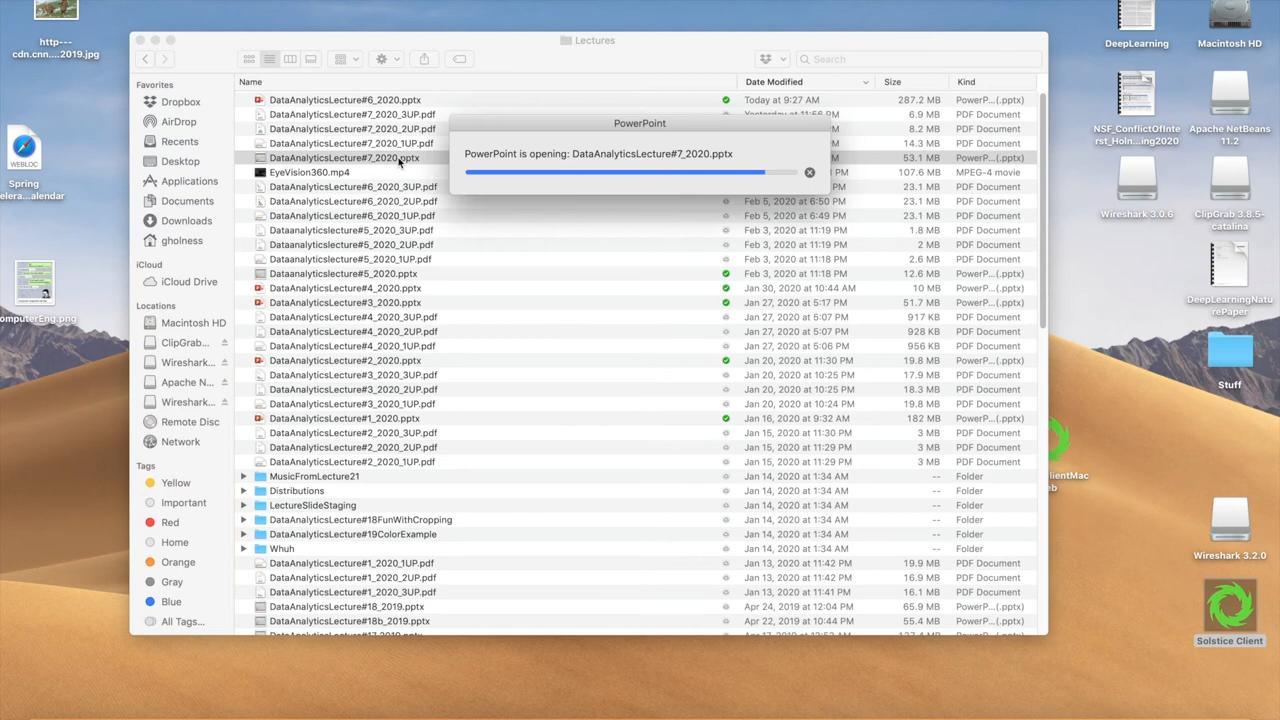 http---
cdn.cnn....2019.jpg
DeepLearning
Macintosh HD
Lectures
Search
Favorites
Dropbox
AirDrop
Recents
Desktop
Applications
Documents
Downloads
gholness
iCloud
iCloud Drive
Locations
Macintosh HD
ClipGrab...
Wireshark...
Apache N...
Wireshark...
Remote Disc
Network
Tags
Yellow
Important
Red
Home
Orange
Gray
Blue
All Tags...
Name Date Modified Size Kind
DataAnalyticsLecture#6_2020.pptx Today at 9:27 AM 287.2 MB PowerP...(.pptx)
DataAnalyticsLecture#7_2020_3UP.pdf 6.9 MB PDF Document
DataAnalyticsLecture#7_2020_2UP.pdf 8.2 MB PDF Document
DataAnalyticsLecture#7_2020_1UP.pdf 14.3 MB PDF Document
DataAnalyticsLecture#7_2020.pptx 53.1 MB PowerP...(.pptx)
EyeVision360.mp4 107.6 MB MPEG-4 movie
DataAnalyticsLecture#6_2020_3UP.pdf 23.1 MB PDF Document
DataAnalyticsLecture#6_2020_2UP.pdf Feb 5, 2020 at 6:50 PM 23.1 MB PDF Document
DataAnalyticsLecture#6_2020_1UP.pdf Feb 5, 2020 at 6:49 PM 23.1 MB PDF Document
Dataanalyticslecture#5_2020_3UP.pdf Feb 3, 2020 at 11:19 PM 1.8 MB PDF Document
Dataanalyticslecture#5_2020_2UP.pdf Feb 3, 2020 at 11:19 PM 2 MB PDF Document
Dataanalyticslecture#5_2020_1UP.pdf Feb 3, 2020 at 11:18 PM 2.6 MB PDF Document
Dataanalyticslecture#5_2020.pptx Feb 3, 2020 at 11:18 PM 12.6 MB PowerP...(.pptx)
DataAnalyticsLecture#4_2020.pptx Jan 30, 2020 at 10:44 AM 10 MB PowerP...(.pptx)
DataAnalyticsLecture#3_2020.pptx Jan 27, 2020 at 5:17 PM 51.7 MB PowerP...(.pptx)
DataAnalyticsLecture#4_2020_3UP.pdf Jan 27, 2020 at 5:07 PM 917 KB PDF Document
DataAnalyticsLecture#4_2020_2UP.pdf Jan 27, 2020 at 5:07 PM 928 KB PDF Document
DataAnalyticsLecture#4_2020_1UP.pdf Jan 27, 2020 at 5:06 PM 956 KB PDF Document
DataAnalyticsLecture#2_2020.pptx Jan 20, 2020 at 11:30 PM 19.8 MB PowerP...(.pptx)
DataAnalyticsLecture#3_2020_3UP.pdf Jan 20, 2020 at 10:25 PM 17.9 MB PDF Document
DataAnalyticsLecture#3_2020_2UP.pdf Jan 20, 2020 at 10:25 PM 18.3 MB PDF Document
DataAnalyticsLecture#3_2020_1UP.pdf Jan 20, 2020 at 10:24 PM 19.8 MB PDF Document
DataAnalyticsLecture#1_2020.pptx Jan 16, 2020 at 9:32 AM 182 MB PowerP...(.pptx)
DataAnalyticsLecture#2_2020_3UP.pdf Jan 15, 2020 at 11:30 PM 3 MB PDF Document
DataAnalyticsLecture#2_2020_2UP.pdf Jan 15, 2020 at 11:29 PM 3 MB PDF Document
DataAnalyticsLecture#2_2020_1UP.pdf Jan 15, 2020 at 11:29 PM 3 MB PDF Document
MusicFromLecture21 Jan 14, 2020 at 1:34 AM -- Folder
Distributions Jan 14, 2020 at 1:34 AM -- Folder
LectureSlideStaging Jan 14, 2020 at 1:34 AM -- Folder
DataAnalyticsLecture#18FunWithCropping Jan 14, 2020 at 1:34 AM -- Folder
DataAnalyticsLecture#19ColorExample Jan 14, 2020 at 1:34 AM -- Folder
Whuh Jan 14, 2020 at 1:34 AM -- Folder
DataAnalyticsLecture#1_2020_1UP.pdf Jan 13, 2020 at 11:42 PM 19.9 MB PDF Document
DataAnalyticsLecture#1_2020_2UP.pdf Jan 13, 2020 at 11:42 PM 16.9 MB PDF Document
DataAnalyticsLecture#1_2020_3UP.pdf Jan 13, 2020 at 11:41 PM 16.1 MB PDF Document
DataAnalyticsLecture#18_2019.pptx Apr 24, 2019 at 12:04 PM 65.9 MB PowerP...(.pptx)
DataAnalyticsLecture#18b_2019.pptx Apr 22, 2019 at 10:44 PM 55.4 MB PowerP...(.pptx)
PowerPoint
PowerPoint is opening: DataAnalyticsLecture#7_2020.pptx
WEBLOC
Spring
elera...alendar
omputerEng.png
NSF_ConflictOfInte
rest_Holn...ing2020
Apache NetBeans
11.2
Wireshark 3.0.6
ClipGrab 3.8.5-
catalina
DeepLearningNatu
rePaper
Stuff
lientMac
eb
Wireshark 3.2.0
Solstice Client